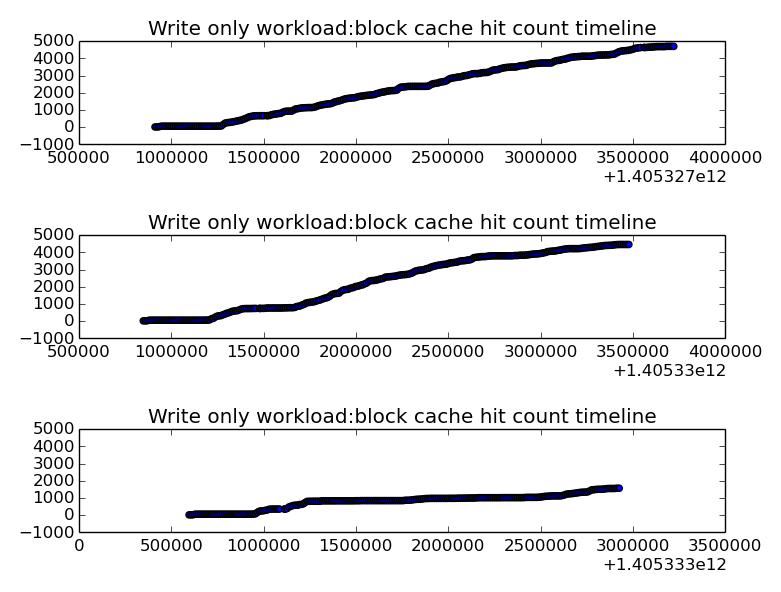 Write only workload:block cache hit count timeline
5000
4000
3000
2000
1000
0
−1000
500000 1000000 1500000 2000000 2500000 3000000 3500000 4000000
+1.405327e12
Write only workload:block cache hit count timeline
5000
4000
3000
2000
1000
0
−1000
500000 1000000 1500000 2000000 2500000 3000000 3500000 4000000
+1.40533e12
Write only workload:block cache hit count timeline
5000
4000
3000
2000
1000
0
−1000
0 500000 1000000 1500000 2000000 2500000 3000000 3500000
+1.405333e12